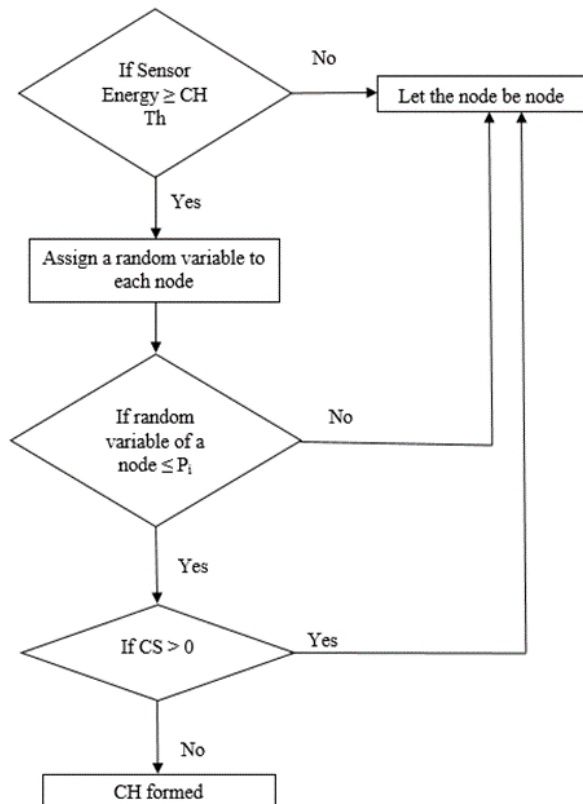 If Sensor
Energy ≥ CH
Th
No
Let the node be node
Yes
Assign a random variable to
each node
If random
variable of a
node ≤ Pi
No
Yes
If CS > 0
Yes
No
CH formed